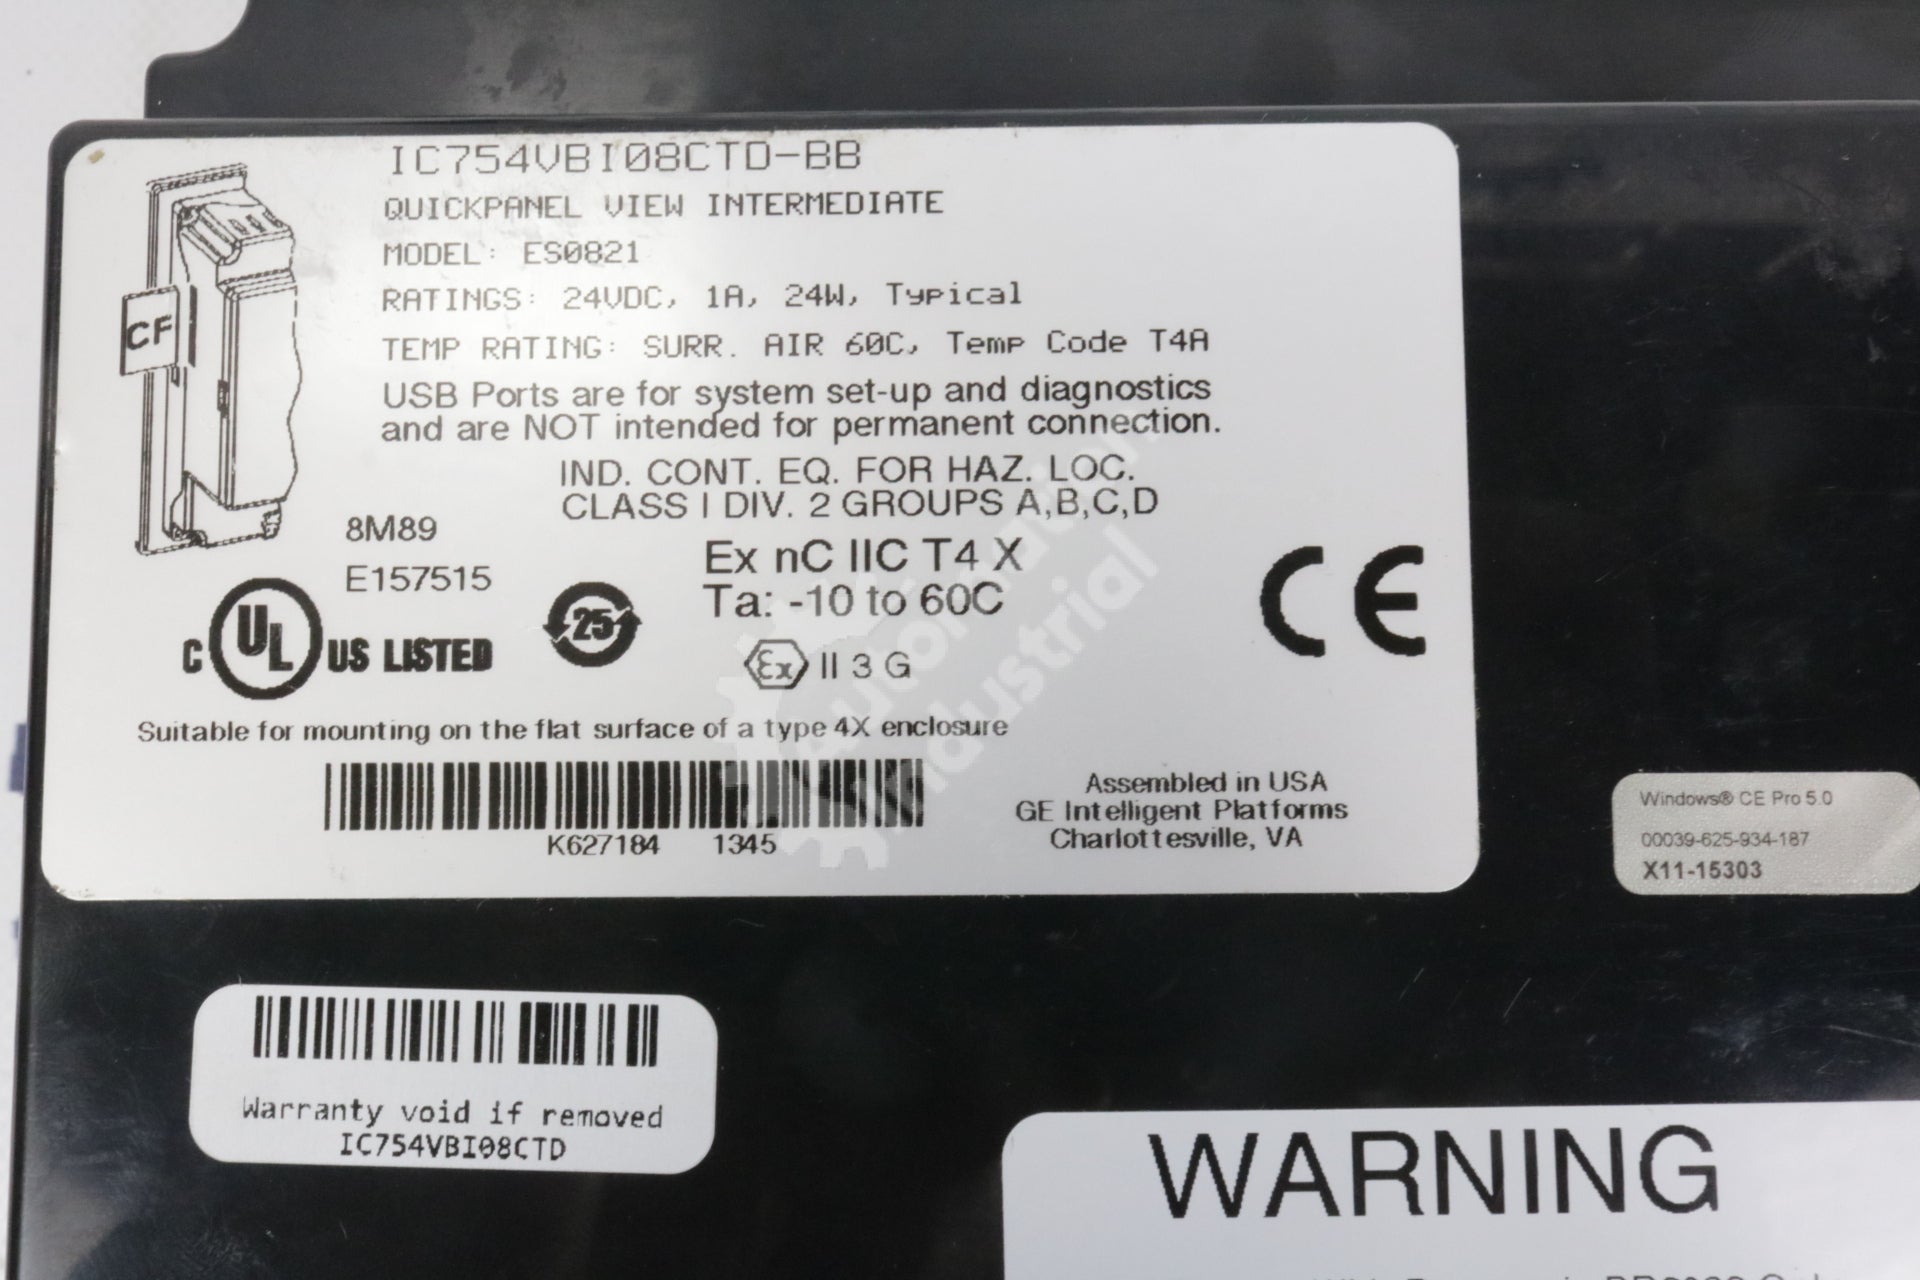 IC754VBI08CTD-BB
QUICKPANEL VIEW INTERMEDIATE
MODEL: ES0821
RATINGS: 24VDC, 1A, 24W, Typical
TEMP RATING: SURR. AIR 60C, Temp Code T4A
USB Ports are for system set-up and diagnostics
and are NOT intended for permanent connection.
IND. CONT. EQ. FOR HAZ. LOC.
CLASS I DIV. 2 GROUPS A,B,C,D
CF
8M89
E157515
C UL US LISTED
25
Ex nC IIC T4 X
Ta: -10 to 60C
Ex II 3 G
CE
Suitable for mounting on the flat surface of a type 4X enclosure
K627184 1345
Assembled in USA
GE Intelligent Platforms
Charlottesville, VA
Automation
Industrial
Windows® CE Pro 5.0
00039-625-934-187
X11-15303
Warranty void if removed
IC754VBI08CTD
WARNING